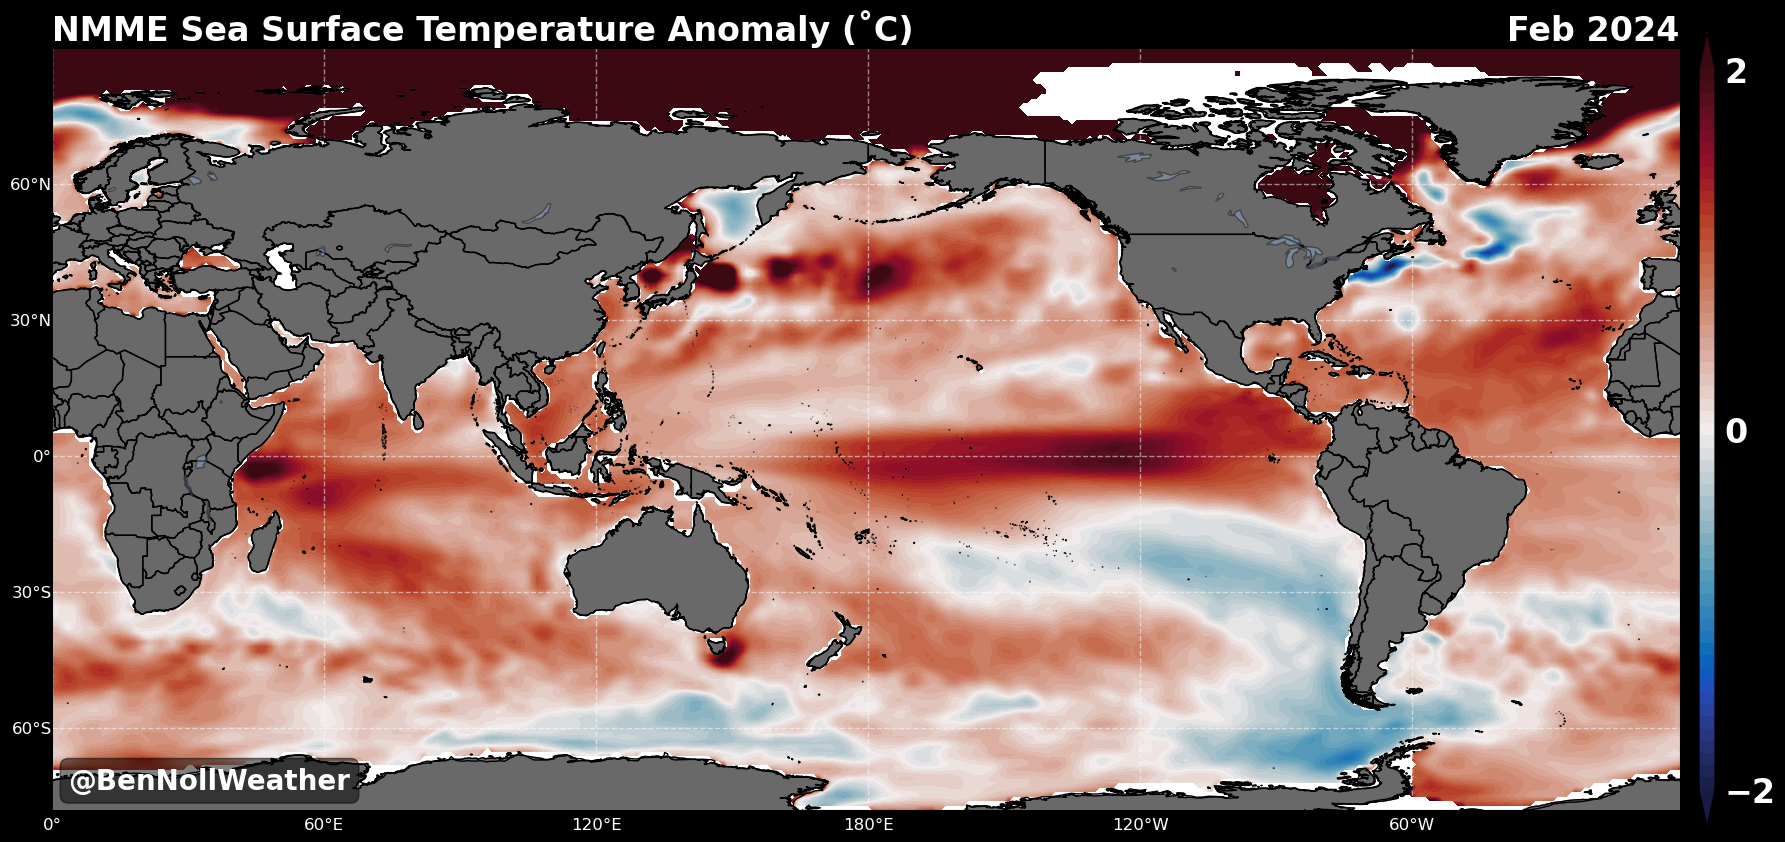 NMME Sea Surface Temperature Anomaly (˚C)
Feb 2024
2
60°N
30°N
0
0°
30°S
60°S
@BenNollWeather
−2
0°
60°E
120°E
180°E
120°W
60°W